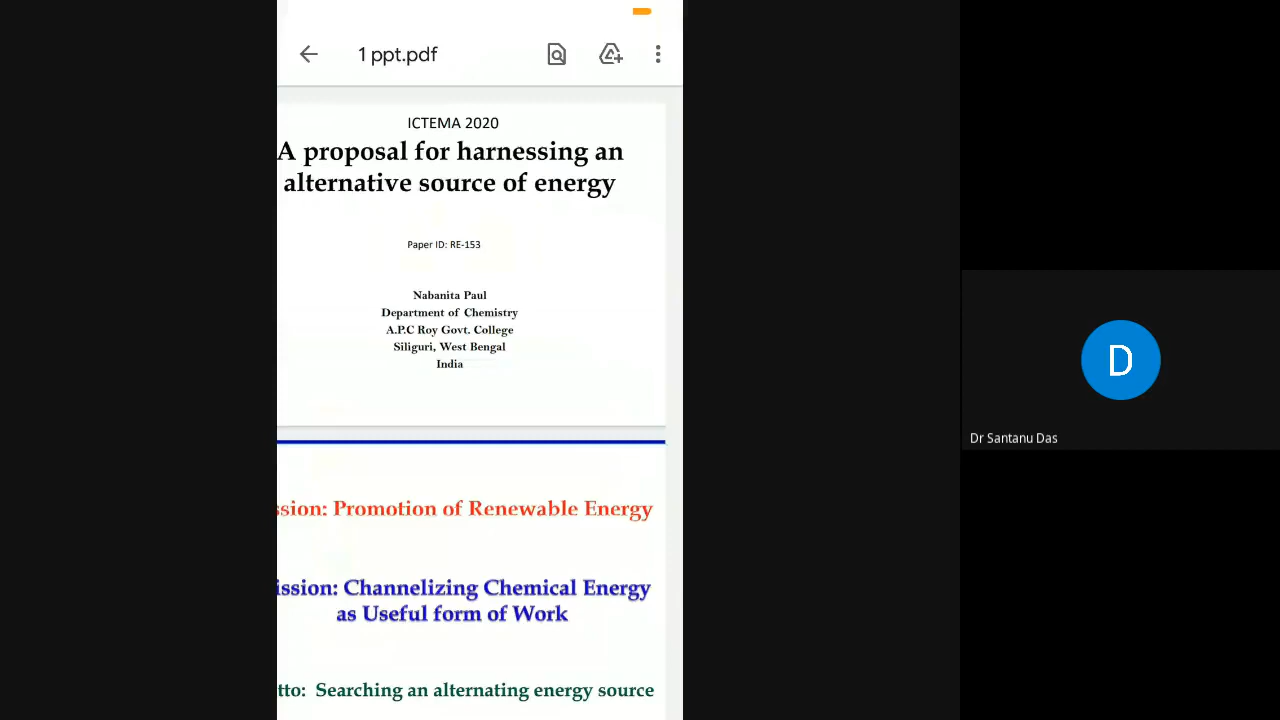 1 ppt.pdf
ICTEMA 2020
A proposal for harnessing an
alternative source of energy
Paper ID: RE-153
Nabanita Paul
Department of Chemistry
A.P.C Roy Govt. College
Siliguri, West Bengal
India
ssion: Promotion of Renewable Energy
ission: Channelizing Chemical Energy
as Useful form of Work
tto: Searching an alternating energy source
D
Dr Santanu Das